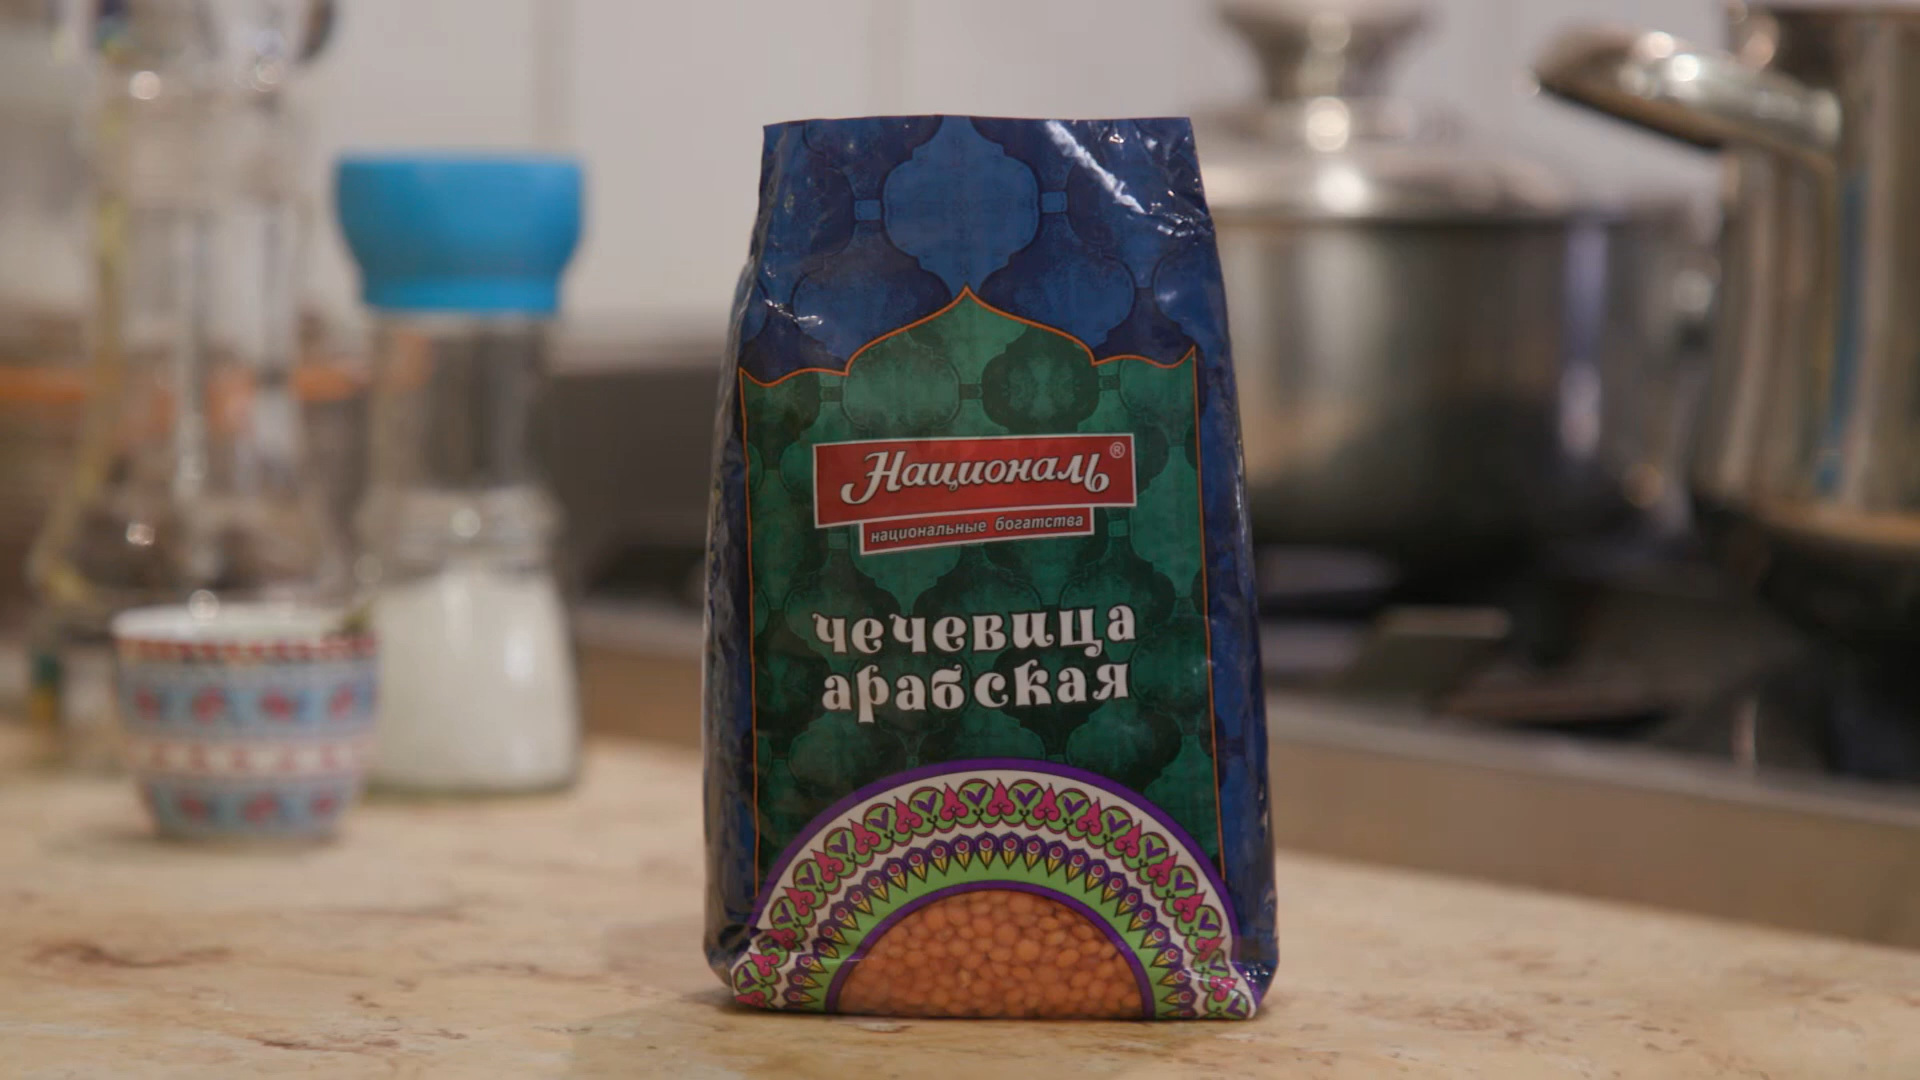 Националь®
национальные богатства
чечевица
арабская